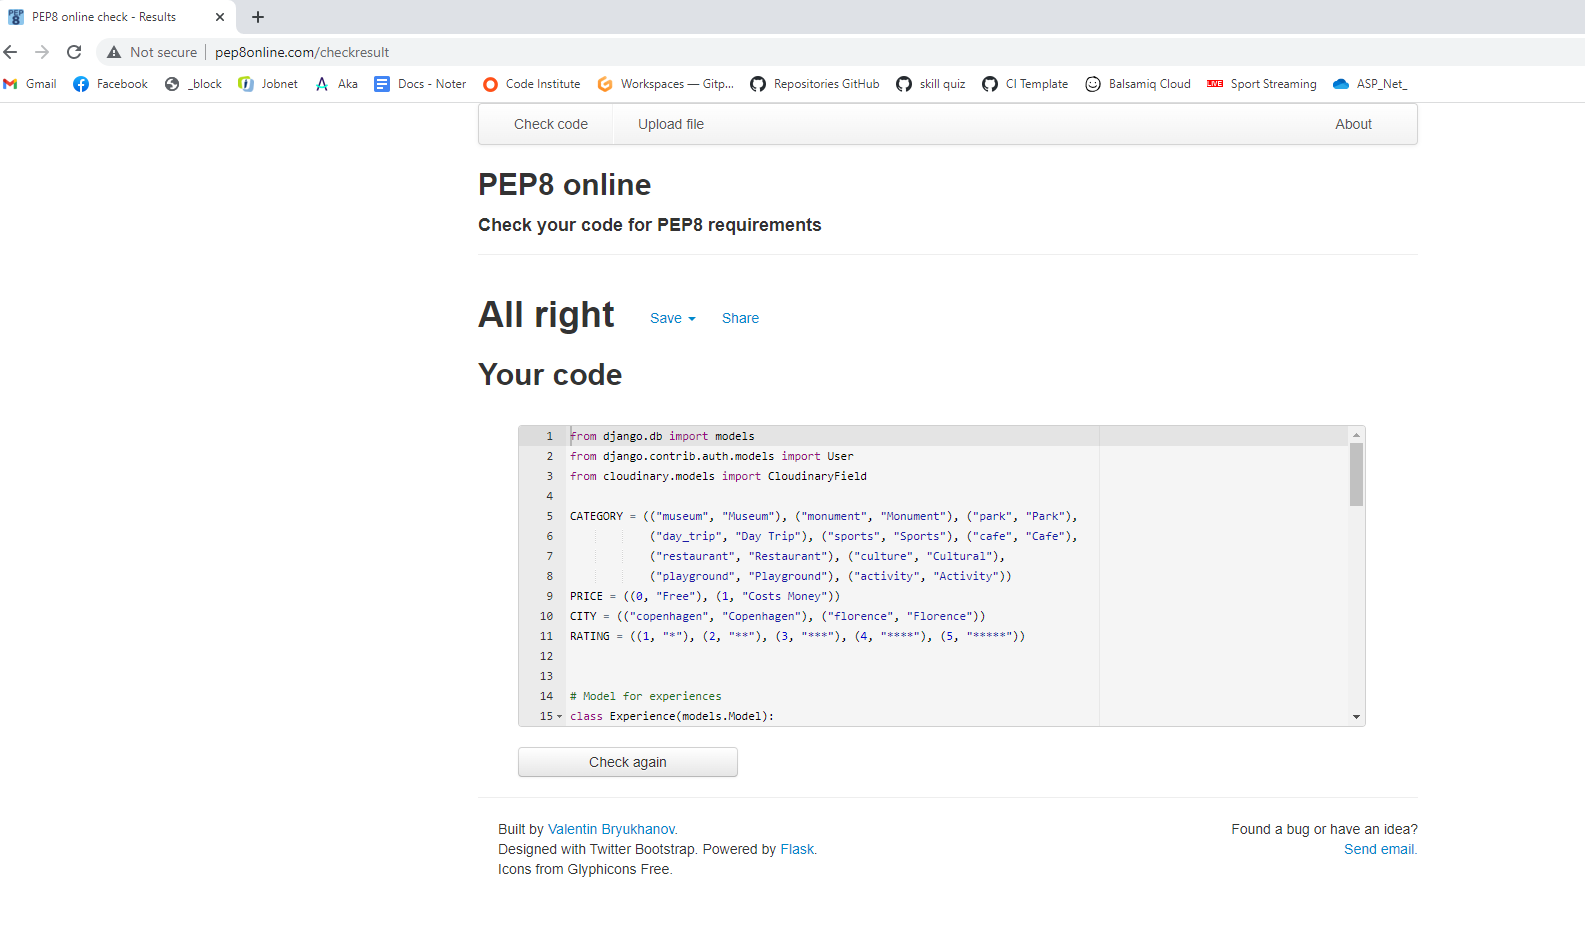 PEP8 online check - Results
Not secure pep8online.com/checkresult
Gmail Facebook _block Jobnet Aka Docs - Noter Code Institute Workspaces — Gitp... Repositories GitHub skill quiz CI Template Balsamiq Cloud LIVE Sport Streaming ASP_Net_
Check code Upload file About
PEP8 online
Check your code for PEP8 requirements
All right Save Share
Your code
1 from django.db import models
2 from django.contrib.auth.models import User
3 from cloudinary.models import CloudinaryField
4
5 CATEGORY = (("museum", "Museum"), ("monument", "Monument"), ("park", "Park"),
6 ("day_trip", "Day Trip"), ("sports", "Sports"), ("cafe", "Cafe"),
7 ("restaurant", "Restaurant"), ("culture", "Cultural"),
8 ("playground", "Playground"), ("activity", "Activity"))
9 PRICE = ((0, "Free"), (1, "Costs Money"))
10 CITY = (("copenhagen", "Copenhagen"), ("florence", "Florence"))
11 RATING = ((1, "*"), (2, "**"), (3, "***"), (4, "****"), (5, "*****"))
12
13
14 # Model for experiences
15 class Experience(models.Model):
Check again
Built by Valentin Bryukhanov. Found a bug or have an idea?
Designed with Twitter Bootstrap. Powered by Flask. Send email.
Icons from Glyphicons Free.